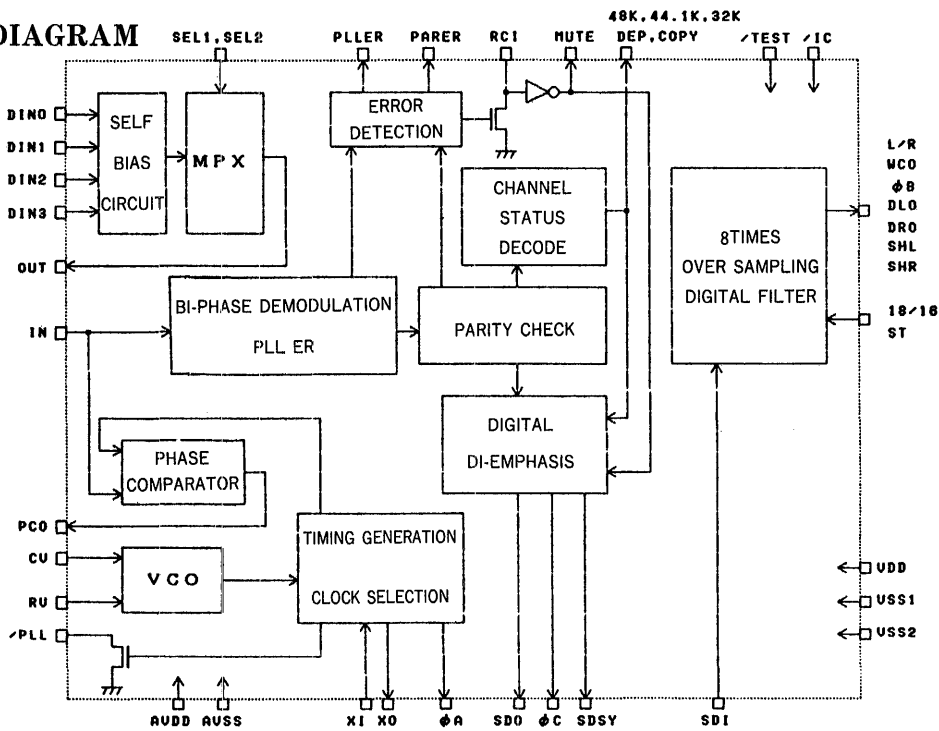 DIAGRAM
48K,44.1K,32K
SEL1,SEL2 PLLER PARER RCI MUTE DEP,COPY /TEST /IC
DIN0
DIN1
DIN2
DIN3
SELF
BIAS
CIRCUIT
MPX
ERROR
DETECTION
CHANNEL
STATUS
DECODE
8TIMES
OVER SAMPLING
DIGITAL FILTER
L/R
WCO
ϕB
DLO
DRO
SHL
SHR
18/16
ST
OUT
IN
BI-PHASE DEMODULATION
PLL ER
PARITY CHECK
DIGITAL
DI-EMPHASIS
PHASE
COMPARATOR
PCO
CV
RV
/PLL
VCO
TIMING GENERATION
CLOCK SELECTION
VDD
VSS1
VSS2
AVDD AVSS XI XO ϕA SDO ϕC SDSY SDI